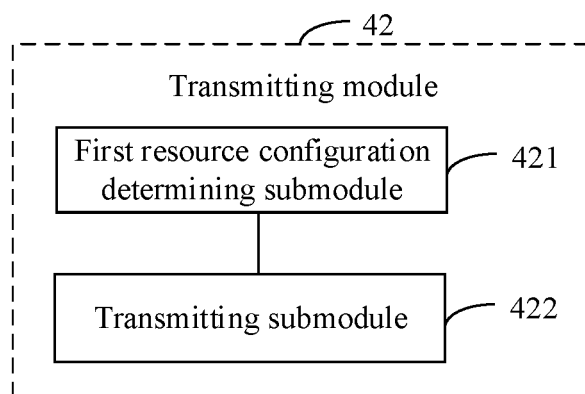 42
Transmitting module
First resource configuration
determining submodule
421
Transmitting submodule
422